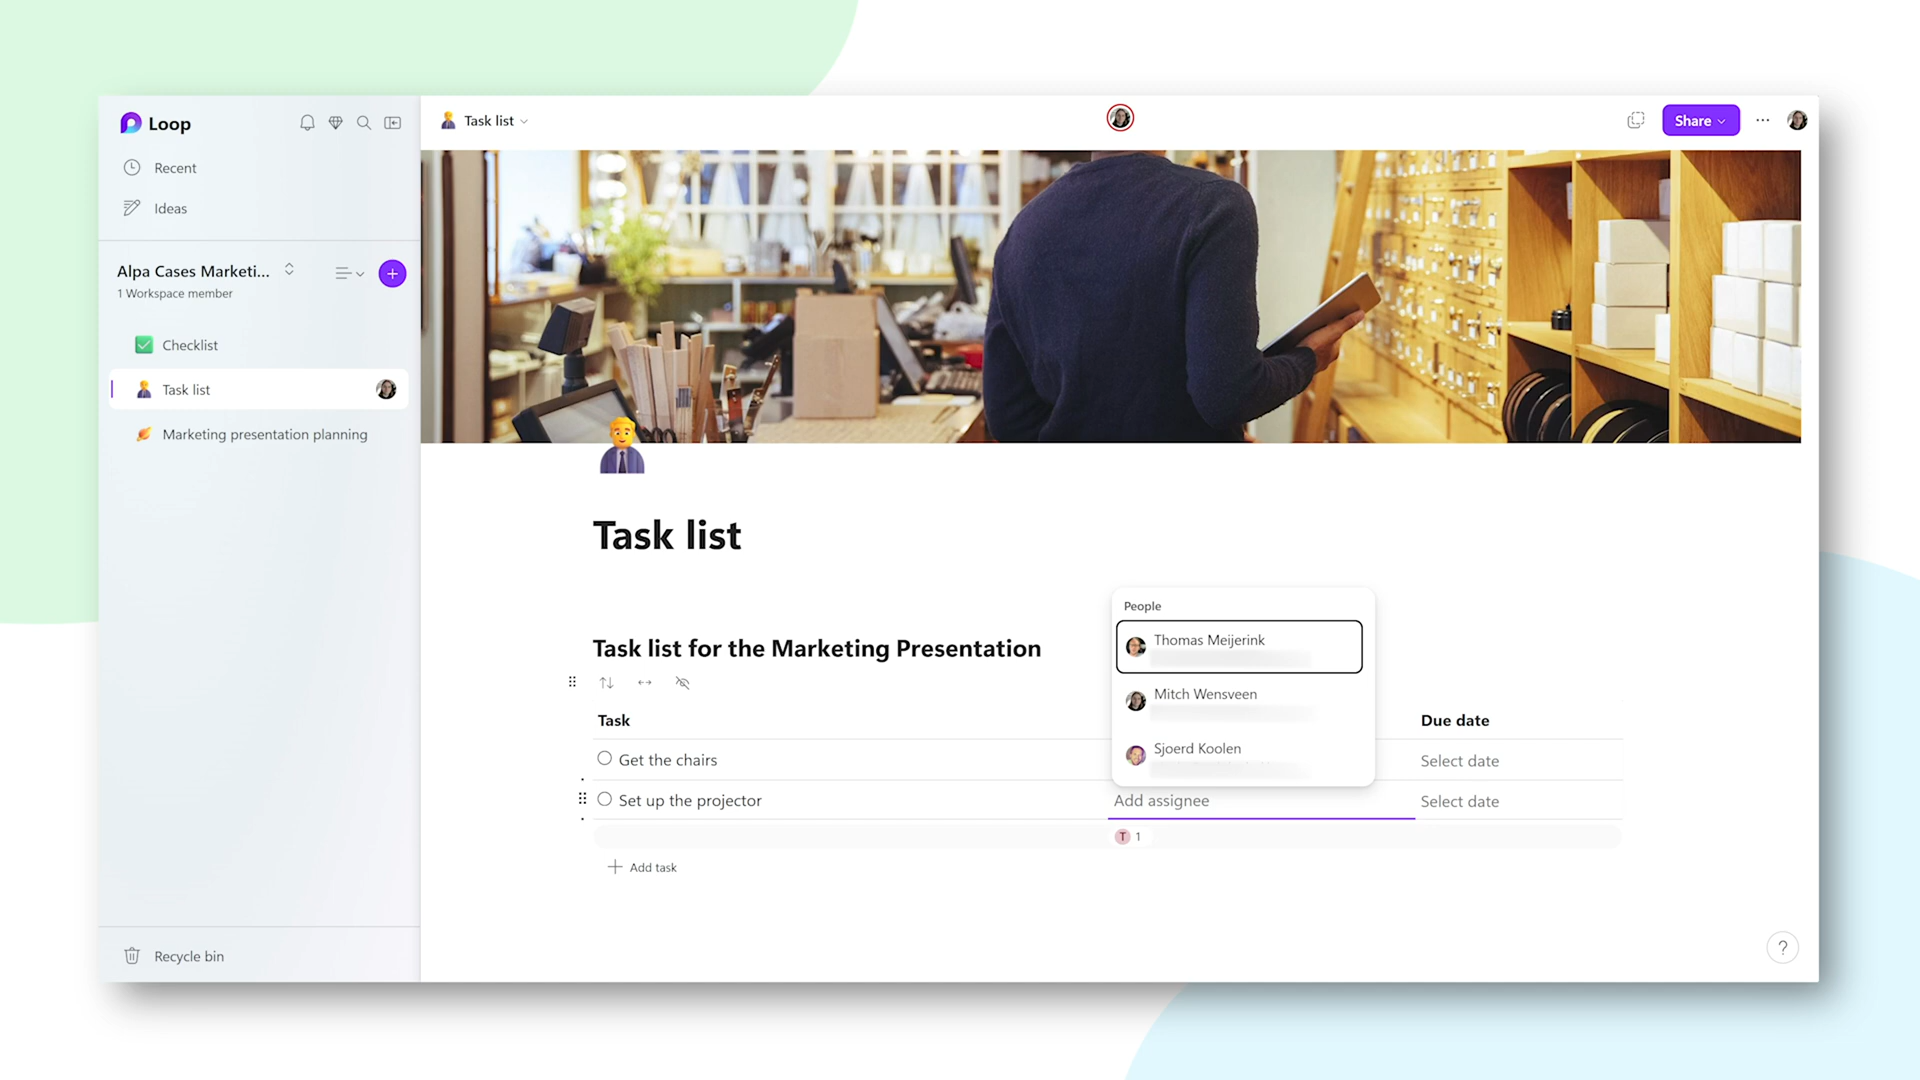 Loop
Recent
Ideas
Alpa Cases Marketi...
1 Workspace member
Checklist
Task list
Marketing presentation planning
Recycle bin
Task list
Share
Task list
Task list for the Marketing Presentation
Task
Due date
Get the chairs
Select date
Set up the projector
Add assignee
Select date
T 1
Add task
People
Thomas Meijerink
Mitch Wensveen
Sjoerd Koolen
?